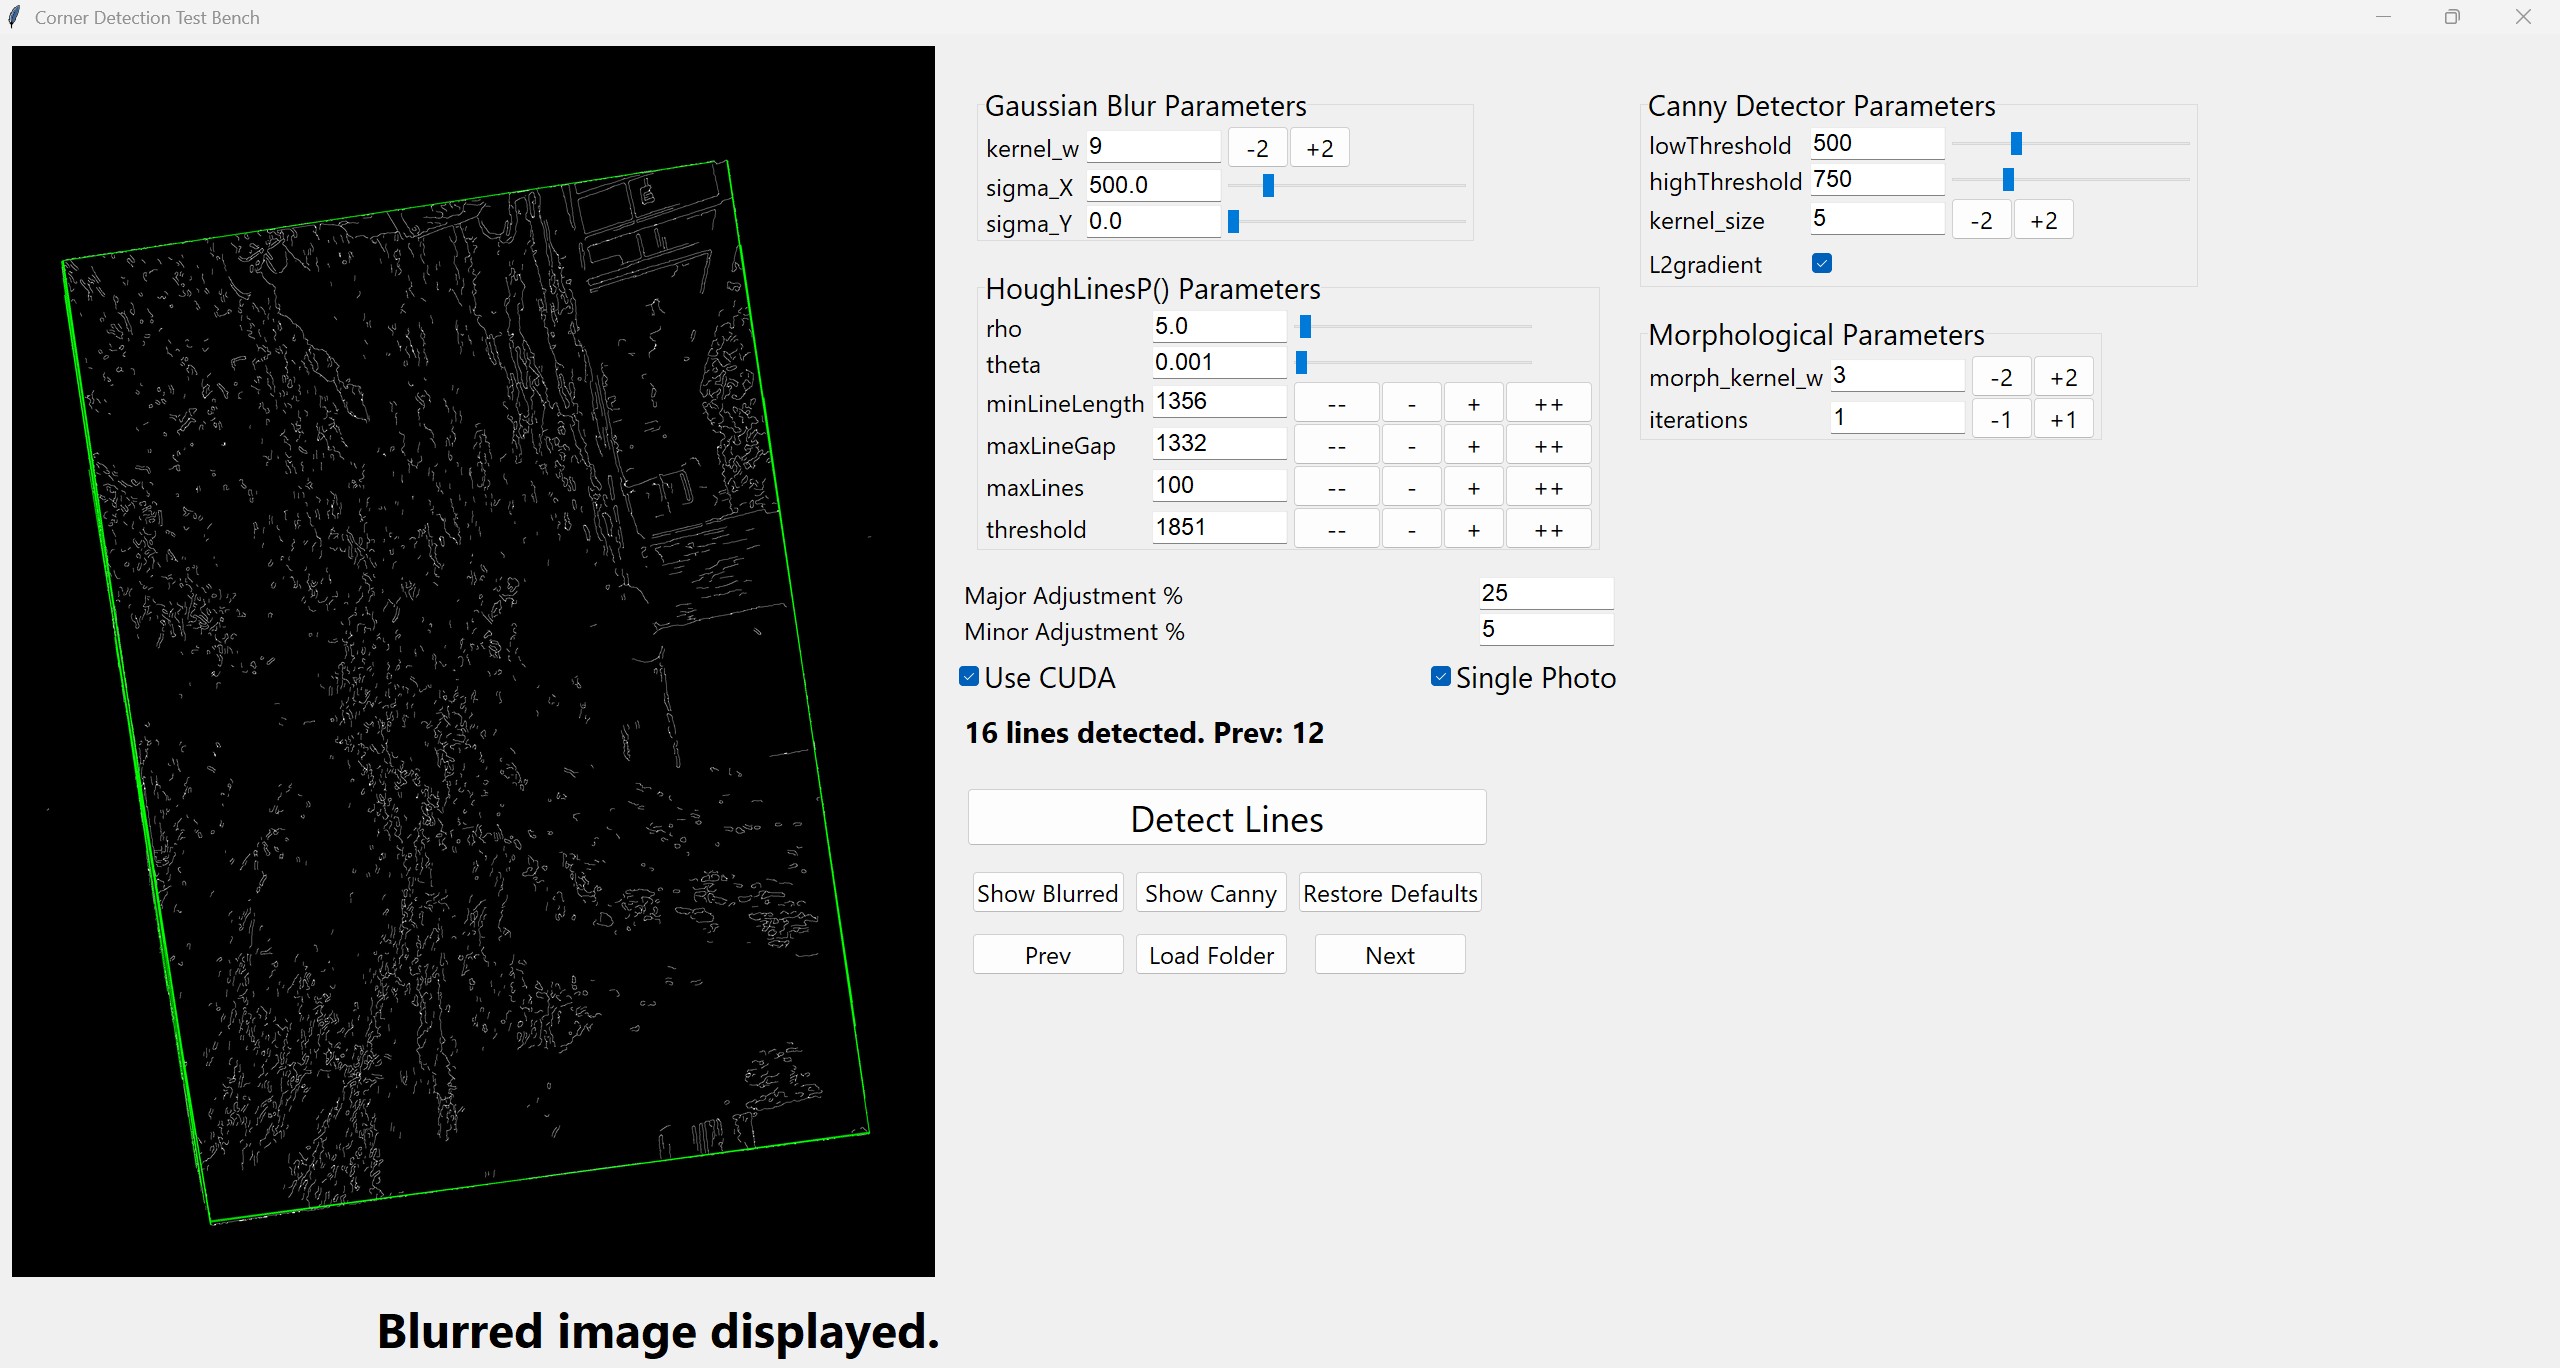 Corner Detection Test Bench
Gaussian Blur Parameters
kernel_w 9 -2 +2
sigma_X 500.0
sigma_Y 0.0
HoughLinesP() Parameters
rho 5.0
theta 0.001
minLineLength 1356 -- - + ++
maxLineGap 1332 -- - + ++
maxLines 100 -- - + ++
threshold 1851 -- - + ++
Major Adjustment % 25
Minor Adjustment % 5
Use CUDA Single Photo
16 lines detected. Prev: 12
Detect Lines
Show Blurred Show Canny Restore Defaults
Prev Load Folder Next
Canny Detector Parameters
lowThreshold 500
highThreshold 750
kernel_size 5 -2 +2
L2gradient
Morphological Parameters
morph_kernel_w 3 -2 +2
iterations 1 -1 +1
Blurred image displayed.